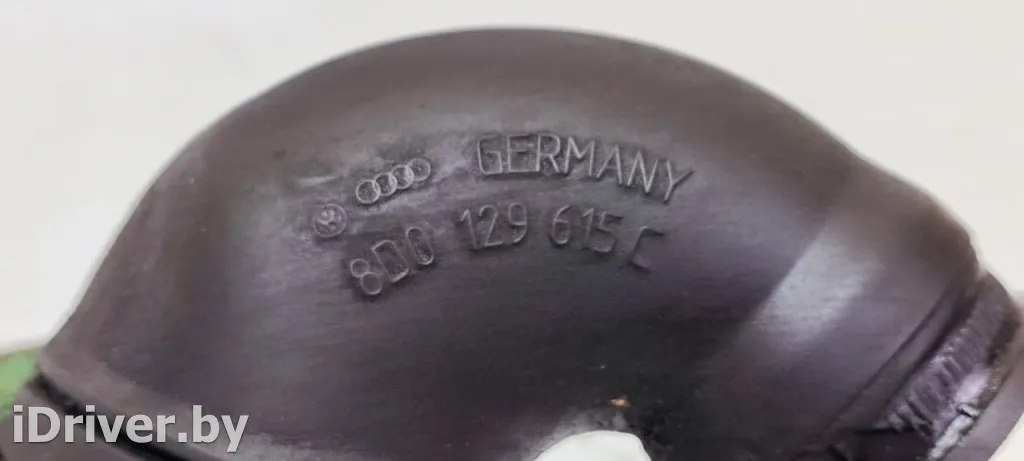 GERMANY
8D0 129 615 C
iDriver.by